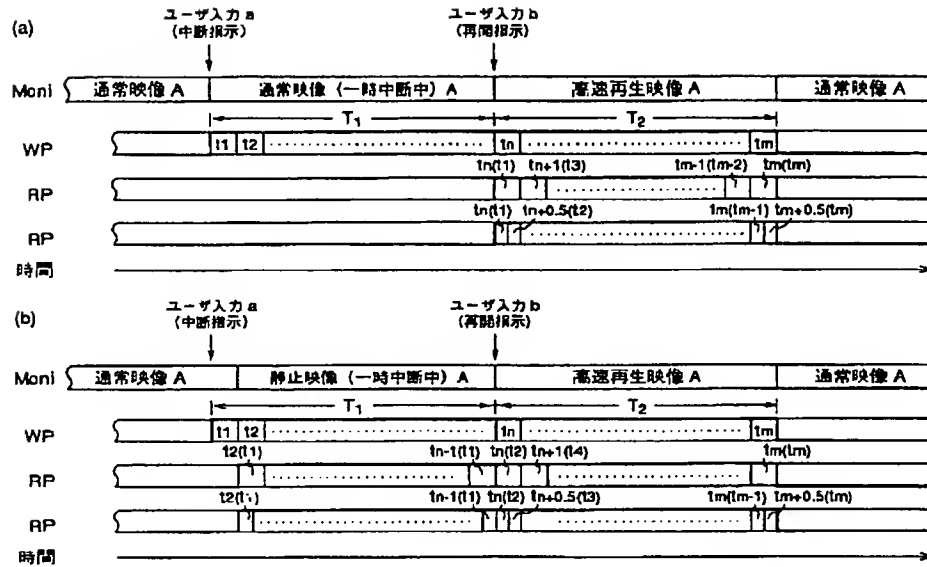 (a)
ユーザ入力 a
(中断指示)
ユーザ入力 b
(再開指示)
Moni 通常映像 A 通常映像 (一時中断中) A 高速再生映像 A 通常映像 A
T1 T2
WP t1 t2 tn tm
tn(t1) tn+1(t3) tm-1(tm-2) tm(tm)
RP
tn(t1) tn+0.5(t2) tm(tm-1) tm+0.5(tm)
RP
時間
(b)
ユーザ入力 a
(中断指示)
ユーザ入力 b
(再開指示)
Moni 通常映像 A 静止映像 (一時中断中) A 高速再生映像 A 通常映像 A
T1 T2
WP t1 t2 tn tm
t2(t1) tn-1(t1) tn(t2) tn+1(t4) tm(tm)
RP
t2(t1) tn-1(t1) tn(t2) tn+0.5(t3) tm(tm-1) tm+0.5(tm)
RP
時間